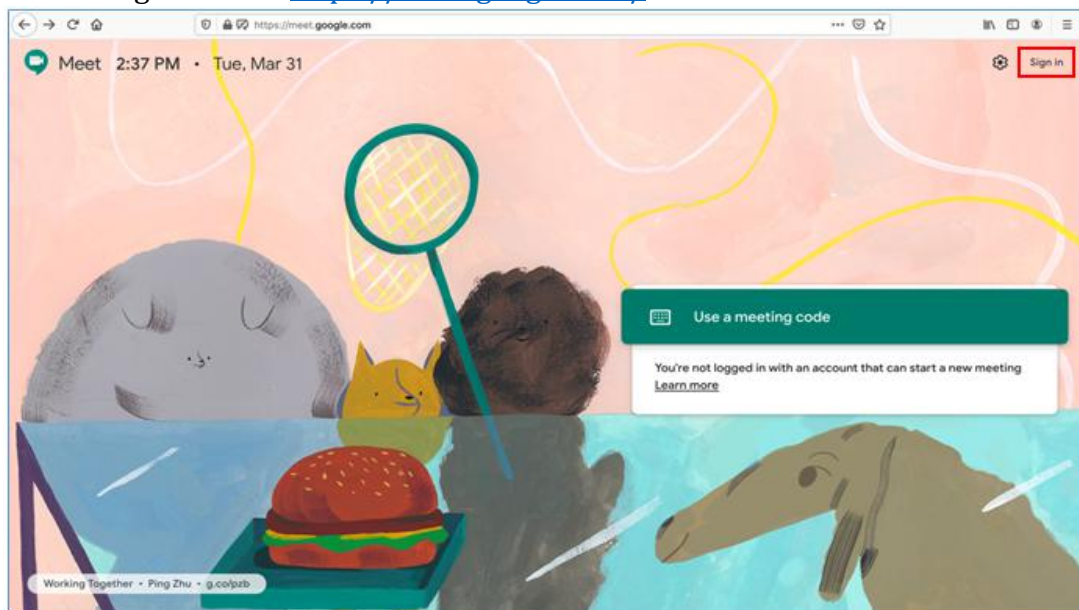 https://meet.google.com
Meet 2:37 PM • Tue, Mar 31
Sign in
Use a meeting code
You're not logged in with an account that can start a new meeting
Learn more
Working Together • Ping Zhu • g.co/pzb